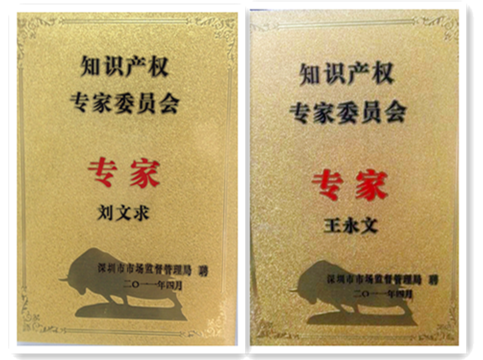 知识产权
专家委员会
专家
刘文求
深圳市市场监督管理局 聘
二〇一一年四月
知识产权
专家委员会
专家
王永文
深圳市市场监督管理局 聘
二〇一一年四月